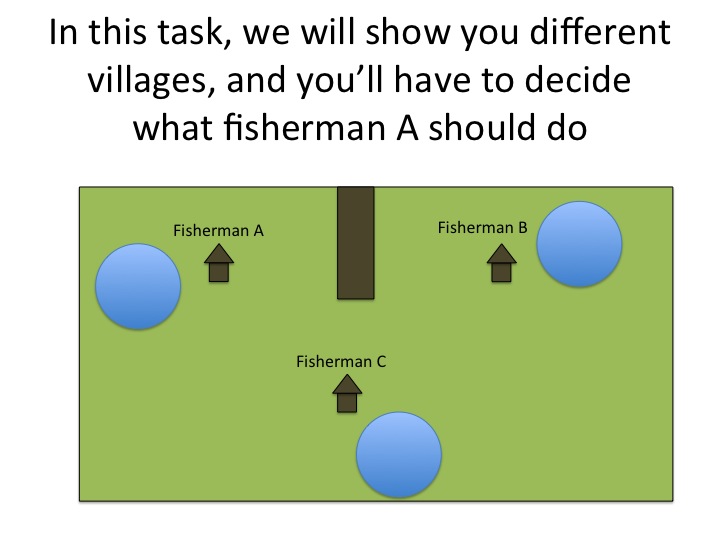 In this task, we will show you different
villages, and you'll have to decide
what fisherman A should do
Fisherman A
Fisherman B
Fisherman C